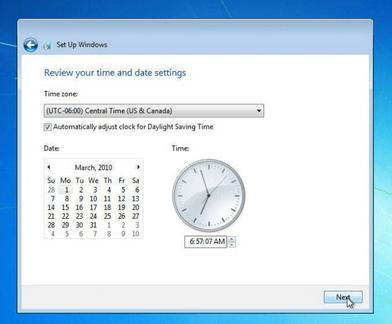 Set Up Windows
Review your time and date settings
Time zone:
(UTC-06:00) Central Time (US & Canada)
Automatically adjust clock for Daylight Saving Time
Date: Time:
March, 2010
Su Mo Tu We Th Fr Sa
28 1 2 3 4 5 6
7 8 9 10 11 12 13
14 15 16 17 18 19 20
21 22 23 24 25 26 27
28 29 30 31 1 2 3
4 5 6 7 8 9 10
6:57:07 AM
Next